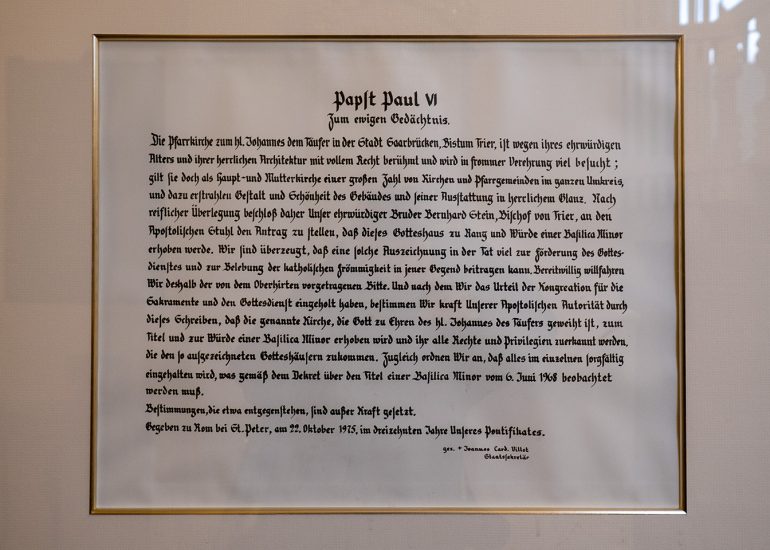 Papſt Paul VI
Zum ewigen Gedächtnis.
Die Pfarrkirche zum hl. Johannes dem Täufer in der Stadt Saarbrücken, Bistum Trier, iſt wegen ihres ehrwürdigen
Alters und ihrer herrlichen Architektur mit vollem Recht berühmt und wird in frommer Verehrung viel beſucht;
gilt ſie doch als Haupt-und Mutterkirche einer großen Zahl von Kirchen und Pfarrgemeinden im ganzen Umkreis,
und dazu erſtrahlen Geſtalt und Schönheit des Gebäudes und ſeiner Ausſtattung in herrlichem Glanz. Nach
reiflicher Überlegung beſchloß daher Unſer ehrwürdiger Bruder Bernhard Stein, Biſchof von Trier, an den
Apoſtoliſchen Stuhl den Antrag zu ſtellen, daß dieſes Gotteshaus zu Rang und Würde einer Baſilica Minor
erhoben werde. Wir ſind überzeugt, daß eine ſolche Auszeichnung in der Tat viel zur Förderung des Gottes-
dienſtes und zur Belebung der katholiſchen Frömmigkeit in jener Gegend beitragen kann. Bereitwillig willfahren
Wir deshalb der von dem Oberhirten vorgetragenen Bitte. Und nach dem Wir das Urteil der Kongreation für die
Sakramente und den Gottesdienſt eingeholt haben, beſtimmen Wir kraft Unſerer Apoſtoliſchen Autorität durch
dieſes Schreiben, daß die genannte Kirche, die Gott zu Ehren des hl. Johannes des Täufers geweiht iſt, zum
Titel und zur Würde einer Baſilica Minor erhoben wird und ihr alle Rechte und Privilegien zuerkannt werden,
die den ſo ausgezeichneten Gotteshäuſern zukommen. Zugleich ordnen Wir an, daß alles im einzelnen ſorgfältig
eingehalten wird, was gemäß dem Dekret über den Titel einer Baſilica Minor vom 6. Juni 1968 beobachtet
werden muß.
Beſtimmungen, die etwa entgegenſtehen, ſind außer Kraft geſetzt.
Gegeben zu Rom bei St. Peter, am 22. Oktober 1975, im dreizehnten Jahre Unſeres Pontifikates.
gez. + Joannes Card. Villot
Staatsſekretär